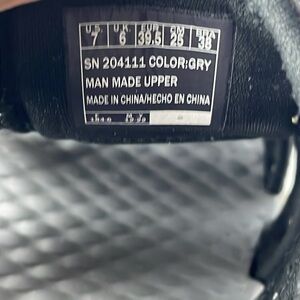 US UK EUR CM BRA
7 6 39.5 25 38
SN 204111 COLOR:GRY
MAN MADE UPPER
MADE IN CHINA/HECHO EN CHINA